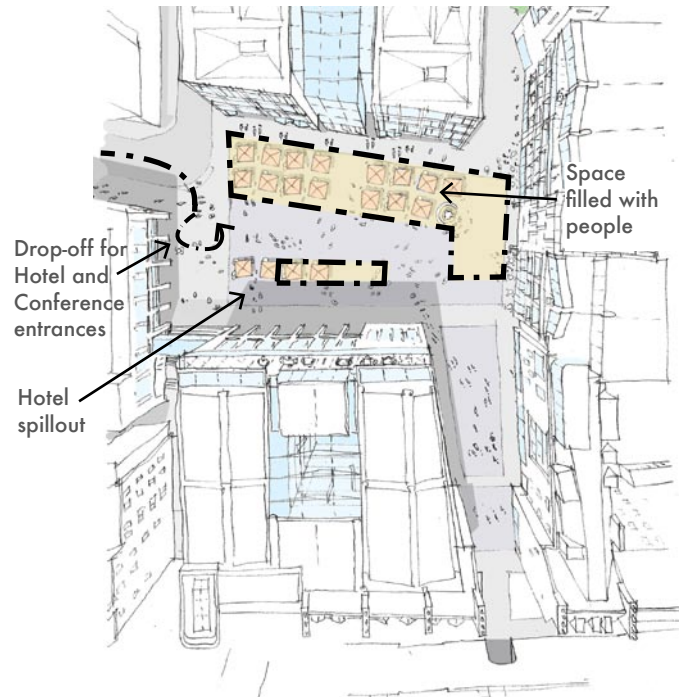 Space
filled with
people
Drop-off for
Hotel and
Conference
entrances
Hotel
spillout